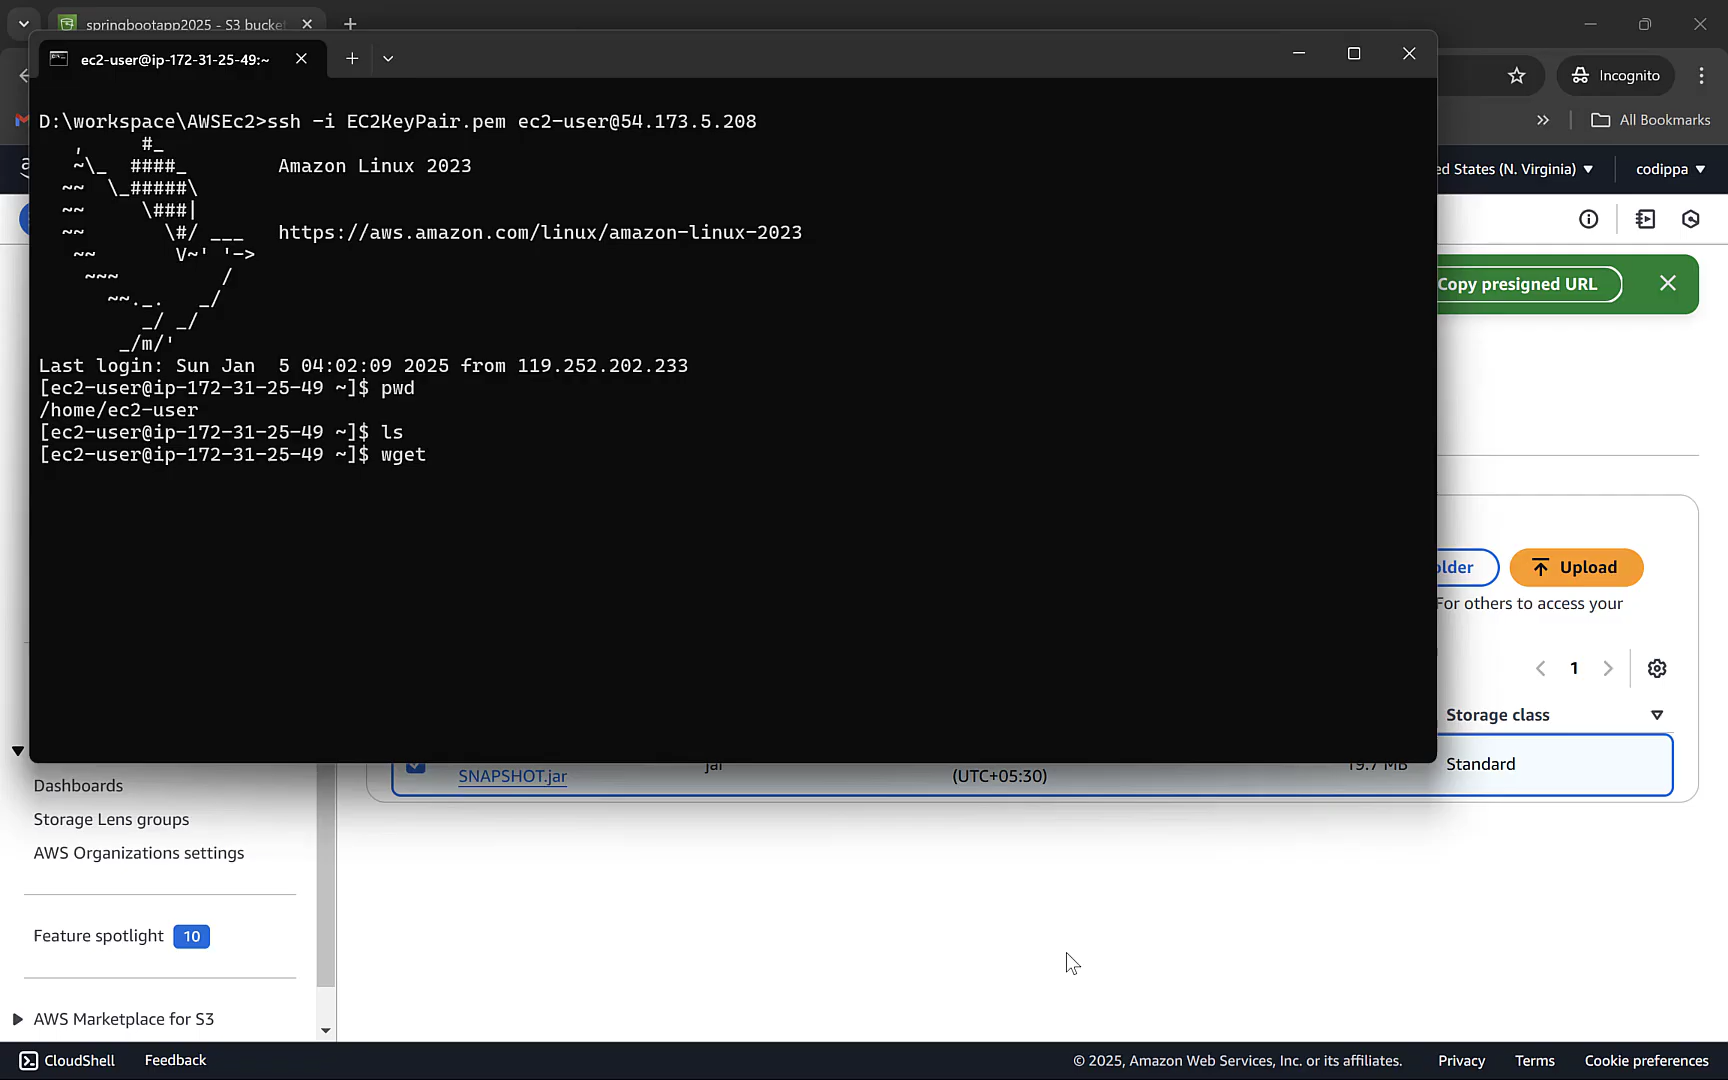 springbootapp2025 - S3 bucket
ec2-user@ip-172-31-25-49:~
Incognito
All Bookmarks
D:\workspace\AWSEc2>ssh -i EC2KeyPair.pem ec2-user@54.173.5.208
   ,     #_
   ~\_  ####_        Amazon Linux 2023
  ~~  \_#####\
  ~~     \###|
  ~~       \#/ ___   https://aws.amazon.com/linux/amazon-linux-2023
   ~~       V~' '->
    ~~~         /
      ~~._.   _/
         _/ _/
       _/m/'
Last login: Sun Jan  5 04:02:09 2025 from 119.252.202.233
[ec2-user@ip-172-31-25-49 ~]$ pwd
/home/ec2-user
[ec2-user@ip-172-31-25-49 ~]$ ls
[ec2-user@ip-172-31-25-49 ~]$ wget
ed States (N. Virginia)
codippa
Copy presigned URL
older
Upload
For others to access your
1
Storage class
SNAPSHOT.jar
jar
(UTC+05:30)
19.7 MB
Standard
Dashboards
Storage Lens groups
AWS Organizations settings
Feature spotlight 10
AWS Marketplace for S3
CloudShell
Feedback
© 2025, Amazon Web Services, Inc. or its affiliates.
Privacy
Terms
Cookie preferences